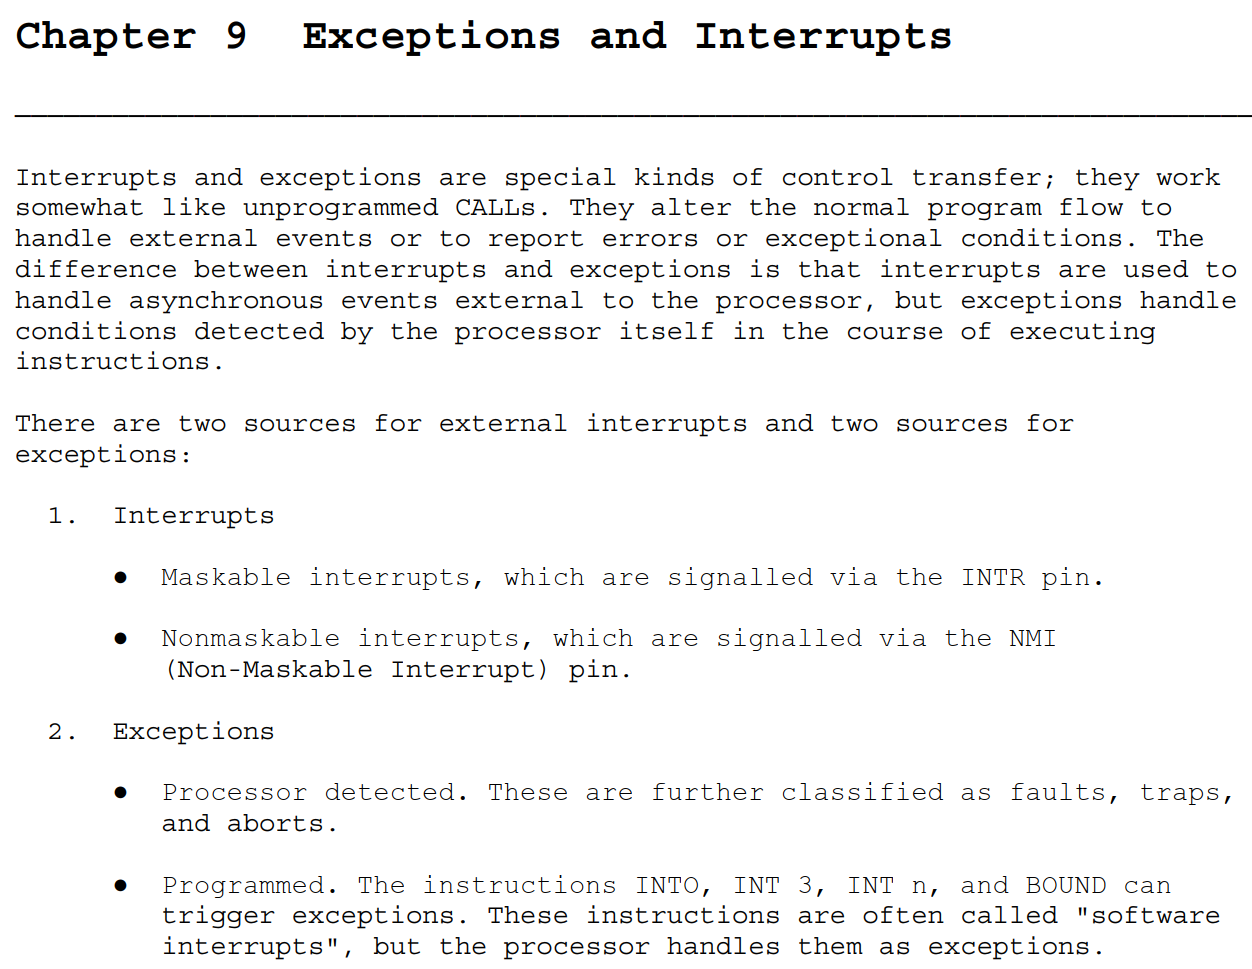 Chapter 9  Exceptions and Interrupts
Interrupts and exceptions are special kinds of control transfer; they work
somewhat like unprogrammed CALLs. They alter the normal program flow to
handle external events or to report errors or exceptional conditions. The
difference between interrupts and exceptions is that interrupts are used to
handle asynchronous events external to the processor, but exceptions handle
conditions detected by the processor itself in the course of executing
instructions.
There are two sources for external interrupts and two sources for
exceptions:
1.  Interrupts
●  Maskable interrupts, which are signalled via the INTR pin.
●  Nonmaskable interrupts, which are signalled via the NMI
(Non-Maskable Interrupt) pin.
2.  Exceptions
●  Processor detected. These are further classified as faults, traps,
and aborts.
●  Programmed. The instructions INTO, INT 3, INT n, and BOUND can
trigger exceptions. These instructions are often called "software
interrupts", but the processor handles them as exceptions.